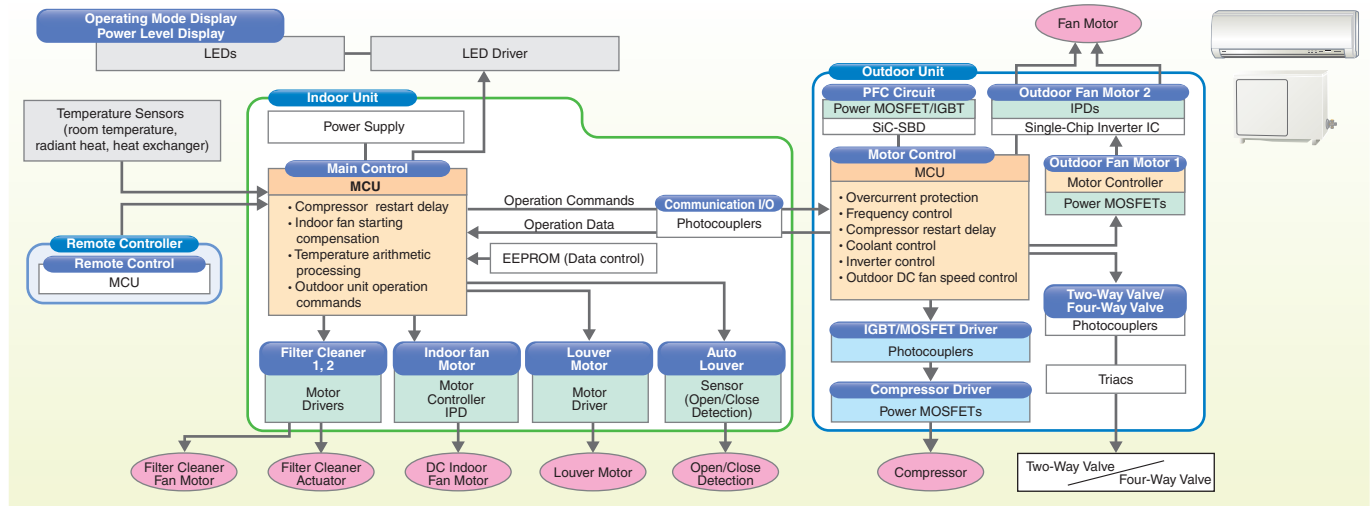 Operating Mode Display
Power Level Display
LEDs
LED Driver
Fan Motor
Indoor Unit
Power Supply
Temperature Sensors
(room temperature,
radiant heat, heat exchanger)
Main Control
MCU
• Compressor restart delay
• Indoor fan starting
compensation
• Temperature arithmetic
processing
• Outdoor unit operation
commands
Remote Controller
Remote Control
MCU
Operation Commands
Operation Data
EEPROM (Data control)
Communication I/O
Photocouplers
Filter Cleaner
1, 2
Motor
Drivers
Indoor fan
Motor
Motor
Controller
IPD
Louver
Motor
Motor
Driver
Auto
Louver
Sensor
(Open/Close
Detection)
Filter Cleaner
Fan Motor
Filter Cleaner
Actuator
DC Indoor
Fan Motor
Louver Motor
Open/Close
Detection
Outdoor Unit
PFC Circuit
Power MOSFET/IGBT
SiC-SBD
Outdoor Fan Motor 2
IPDs
Single-Chip Inverter IC
Motor Control
MCU
• Overcurrent protection
• Frequency control
• Compressor restart delay
• Coolant control
• Inverter control
• Outdoor DC fan speed control
Outdoor Fan Motor 1
Motor Controller
Power MOSFETs
Two-Way Valve/
Four-Way Valve
Photocouplers
Triacs
IGBT/MOSFET Driver
Photocouplers
Compressor Driver
Power MOSFETs
Compressor
Two-Way Valve
Four-Way Valve